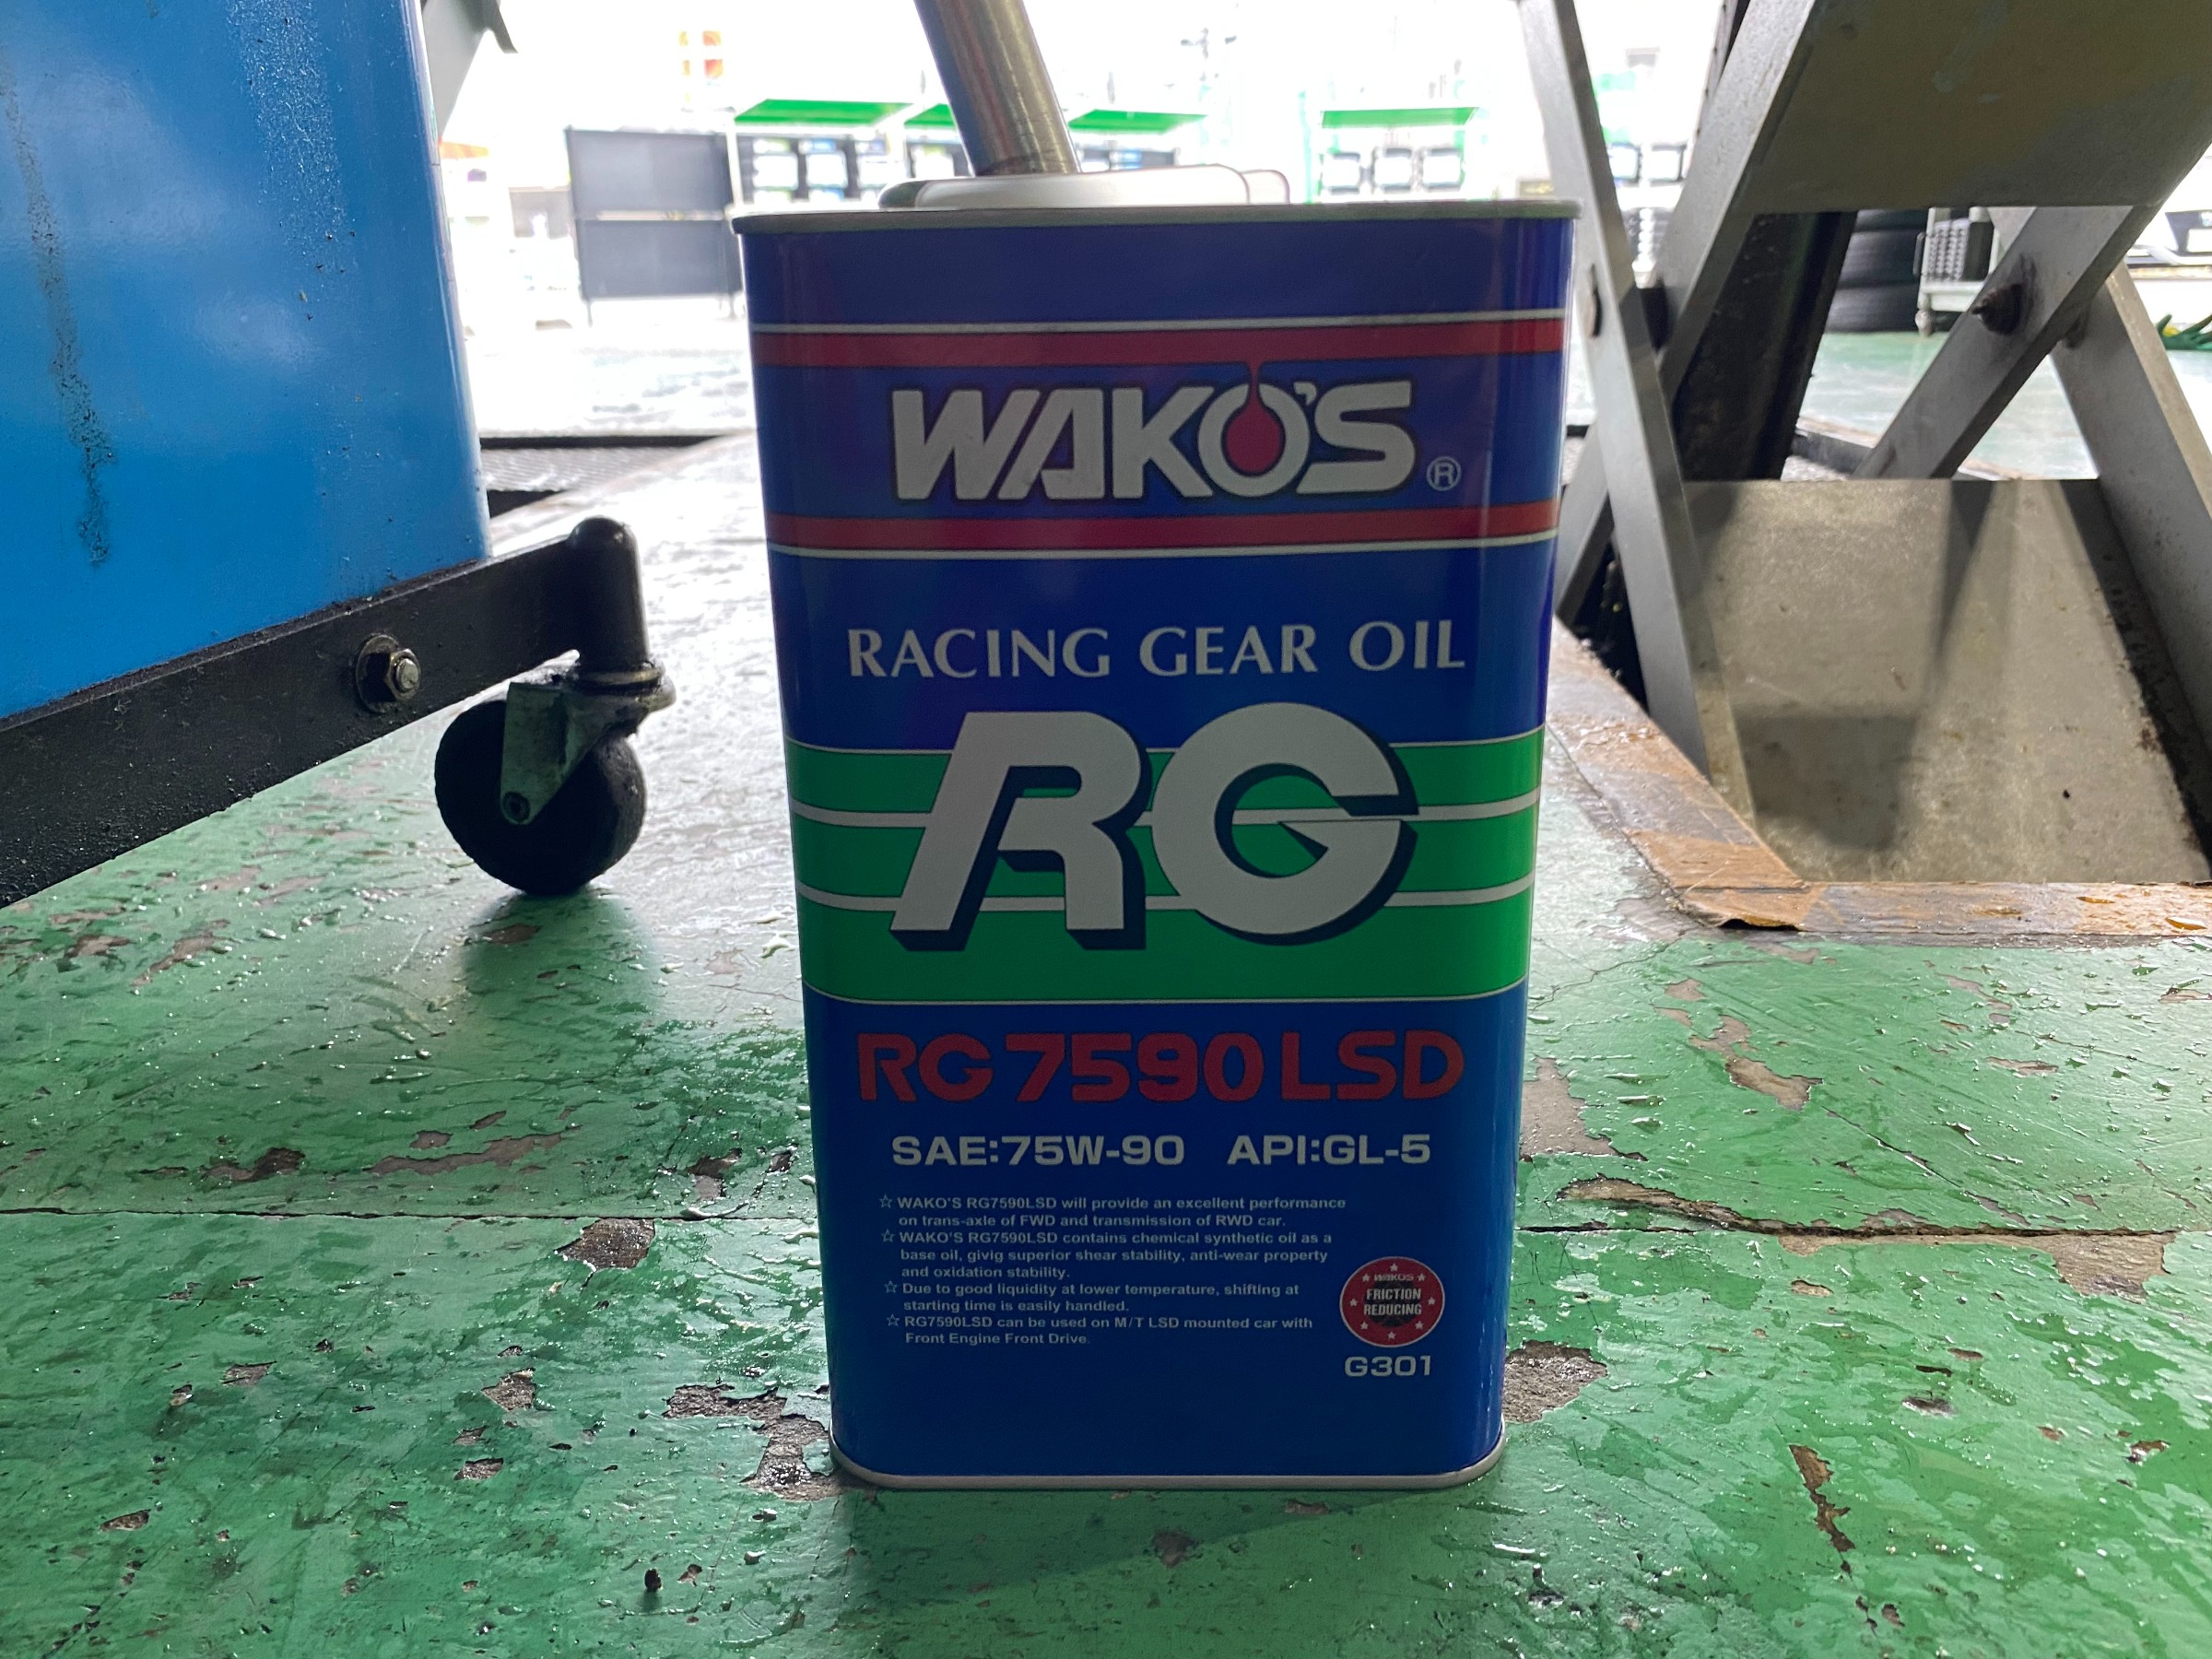 WAKO'S ®
RACING GEAR OIL
RG
RG 7590 LSD
SAE:75W-90 API:GL-5
☆ WAKO'S RG7590LSD will provide an excellent performance
on trans-axle of FWD and transmission of RWD car.
☆ WAKO'S RG7590LSD contains chemical synthetic oil as a
base oil, givig superior shear stability, anti-wear property
and oxidation stability.
☆ Due to good liquidity at lower temperature, shifting at
starting time is easily handled.
☆ RG7590LSD can be used on M/T LSD mounted car with
Front Engine Front Drive.
WAKO'S
FRICTION
REDUCING
G301